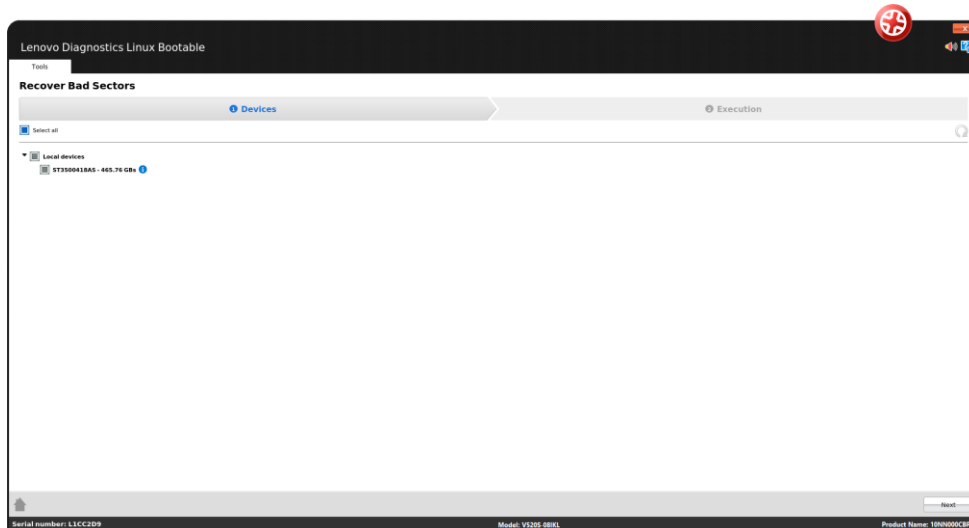 Lenovo Diagnostics Linux Bootable
Tools
Recover Bad Sectors
Devices
Execution
Select all
Local devices
ST3500418AS - 465.76 GBs
Next
Serial number: L1CC2D9
Model: V520S-08IKL
Product Name: